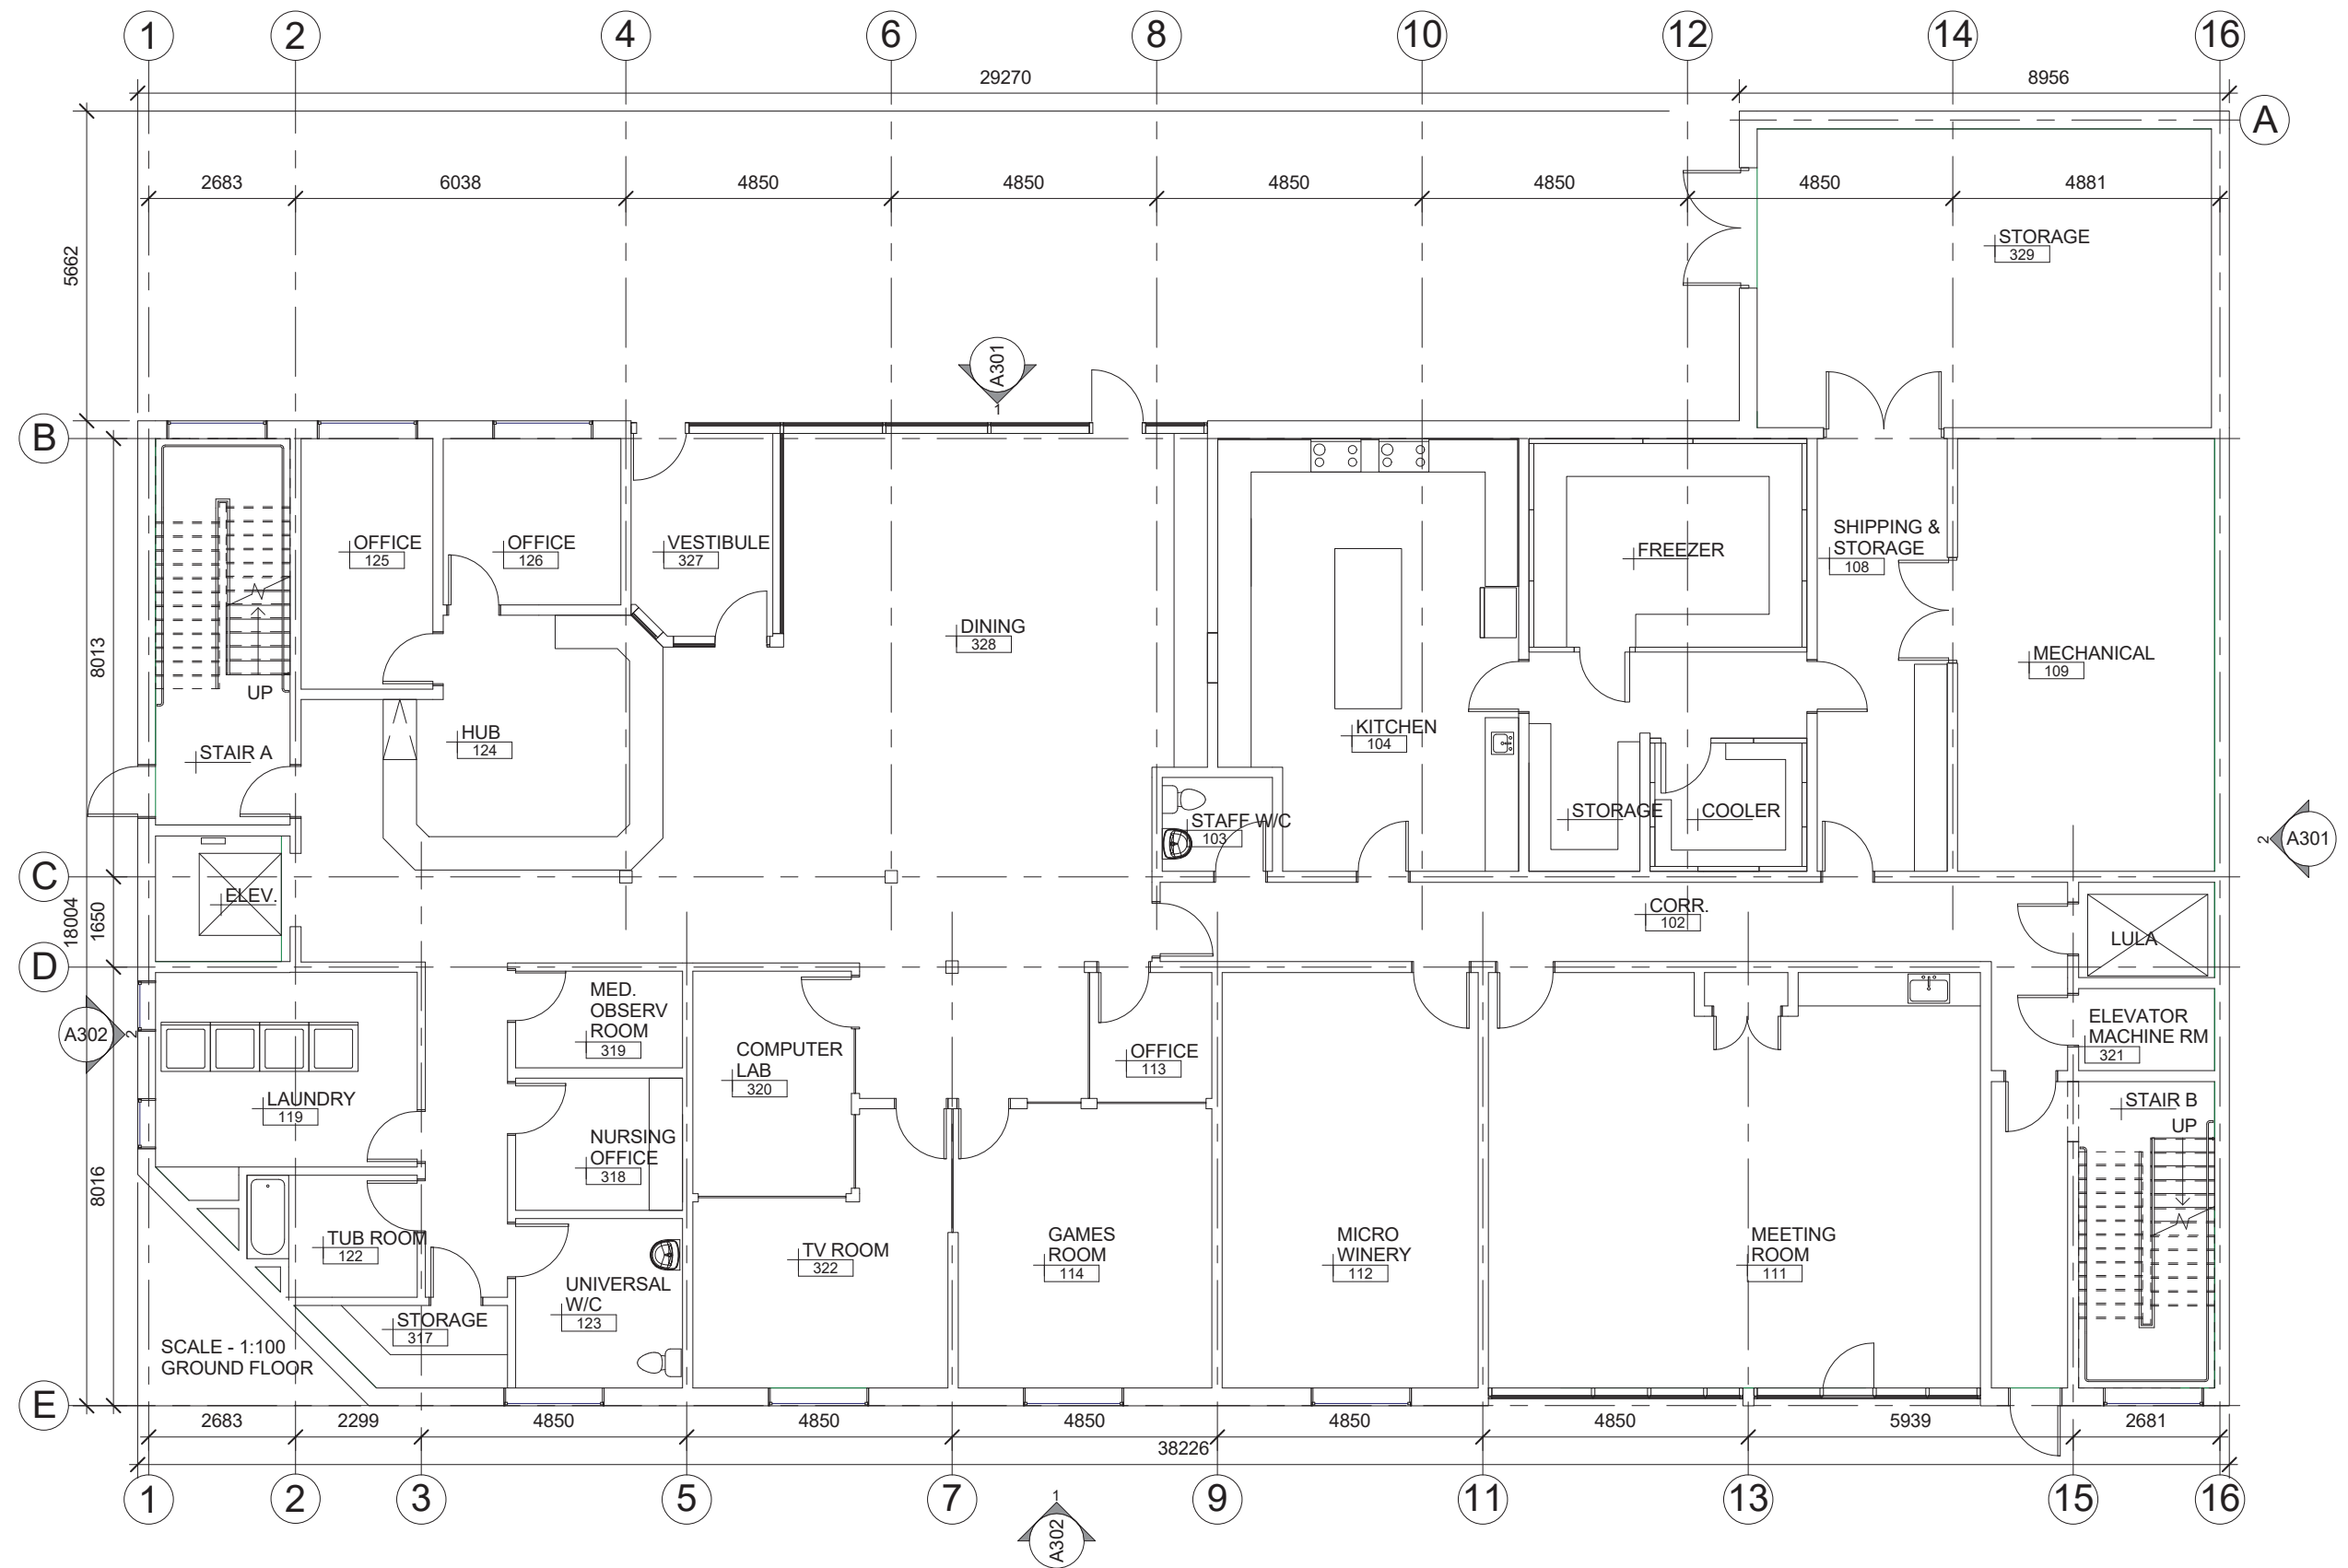 1 2 4 6 8 10 12 14 16
29270 8956
A
2683 6038 4850 4850 4850 4850 4850 4881
5662
STORAGE
329
A301
1
B
OFFICE
125
OFFICE
126
VESTIBULE
327
FREEZER
SHIPPING &
STORAGE
108
DINING
328
8013
MECHANICAL
109
UP
HUB
124
KITCHEN
104
STAIR A
STORAGE
COOLER
STAFF W/C
103
2
A301
C
ELEV.
CORR.
102
18004
1650
LULA
D
MED.
OBSERV
ROOM
319
A302
2
COMPUTER
LAB
320
OFFICE
113
ELEVATOR
MACHINE RM
321
LAUNDRY
119
STAIR B
UP
NURSING
OFFICE
318
8016
TUB ROOM
122
TV ROOM
322
GAMES
ROOM
114
MICRO
WINERY
112
MEETING
ROOM
111
UNIVERSAL
W/C
123
STORAGE
317
SCALE - 1:100
GROUND FLOOR
E
2683 2299 4850 4850 4850 4850 4850 5939 2681
38226
1 2 3 5 7 9 11 13 15 16
1
A302